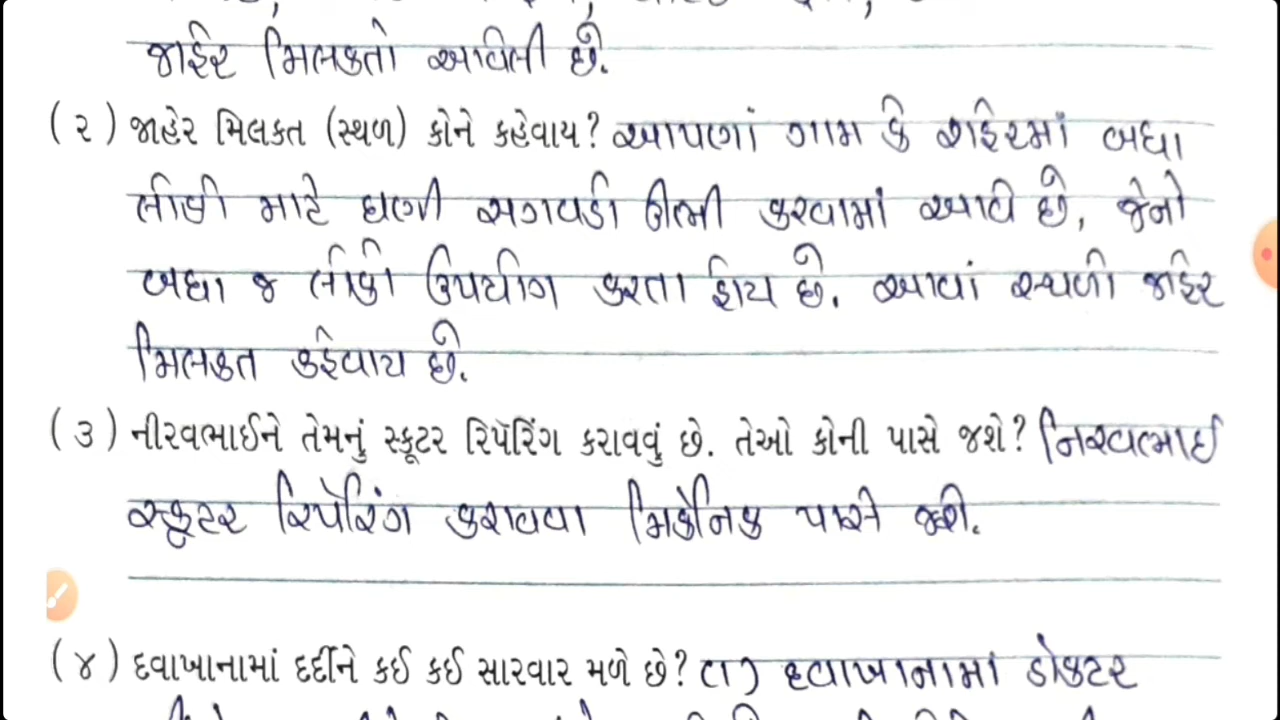 જાહેર મિલકતો આવેલી છે.
(૨) જાહેર મિલકત (સ્થળ) કોને કહેવાય? આપણાં ગામ કે શહેરમાં બધા
લોકો માટે ઘણી સગવડો ઊભી કરવામાં આવે છે, જેનો
બધા જ લોકો ઉપયોગ કરતા હોય છે. આવાં સ્થળો જાહેર
મિલકત કહેવાય છે.
(૩) નીરવભાઈને તેમનું સ્કૂટર રિપૅરિંગ કરાવવું છે. તેઓ કોની પાસે જશે? નિરવભાઈ
સ્કૂટર રિપૅરિંગ કરાવવા મિકેનિક પાસે જશે.
(૪) દવાખાનામાં દર્દીને કઈ કઈ સારવાર મળે છે? (૧) દવાખાનામાં ડોક્ટર